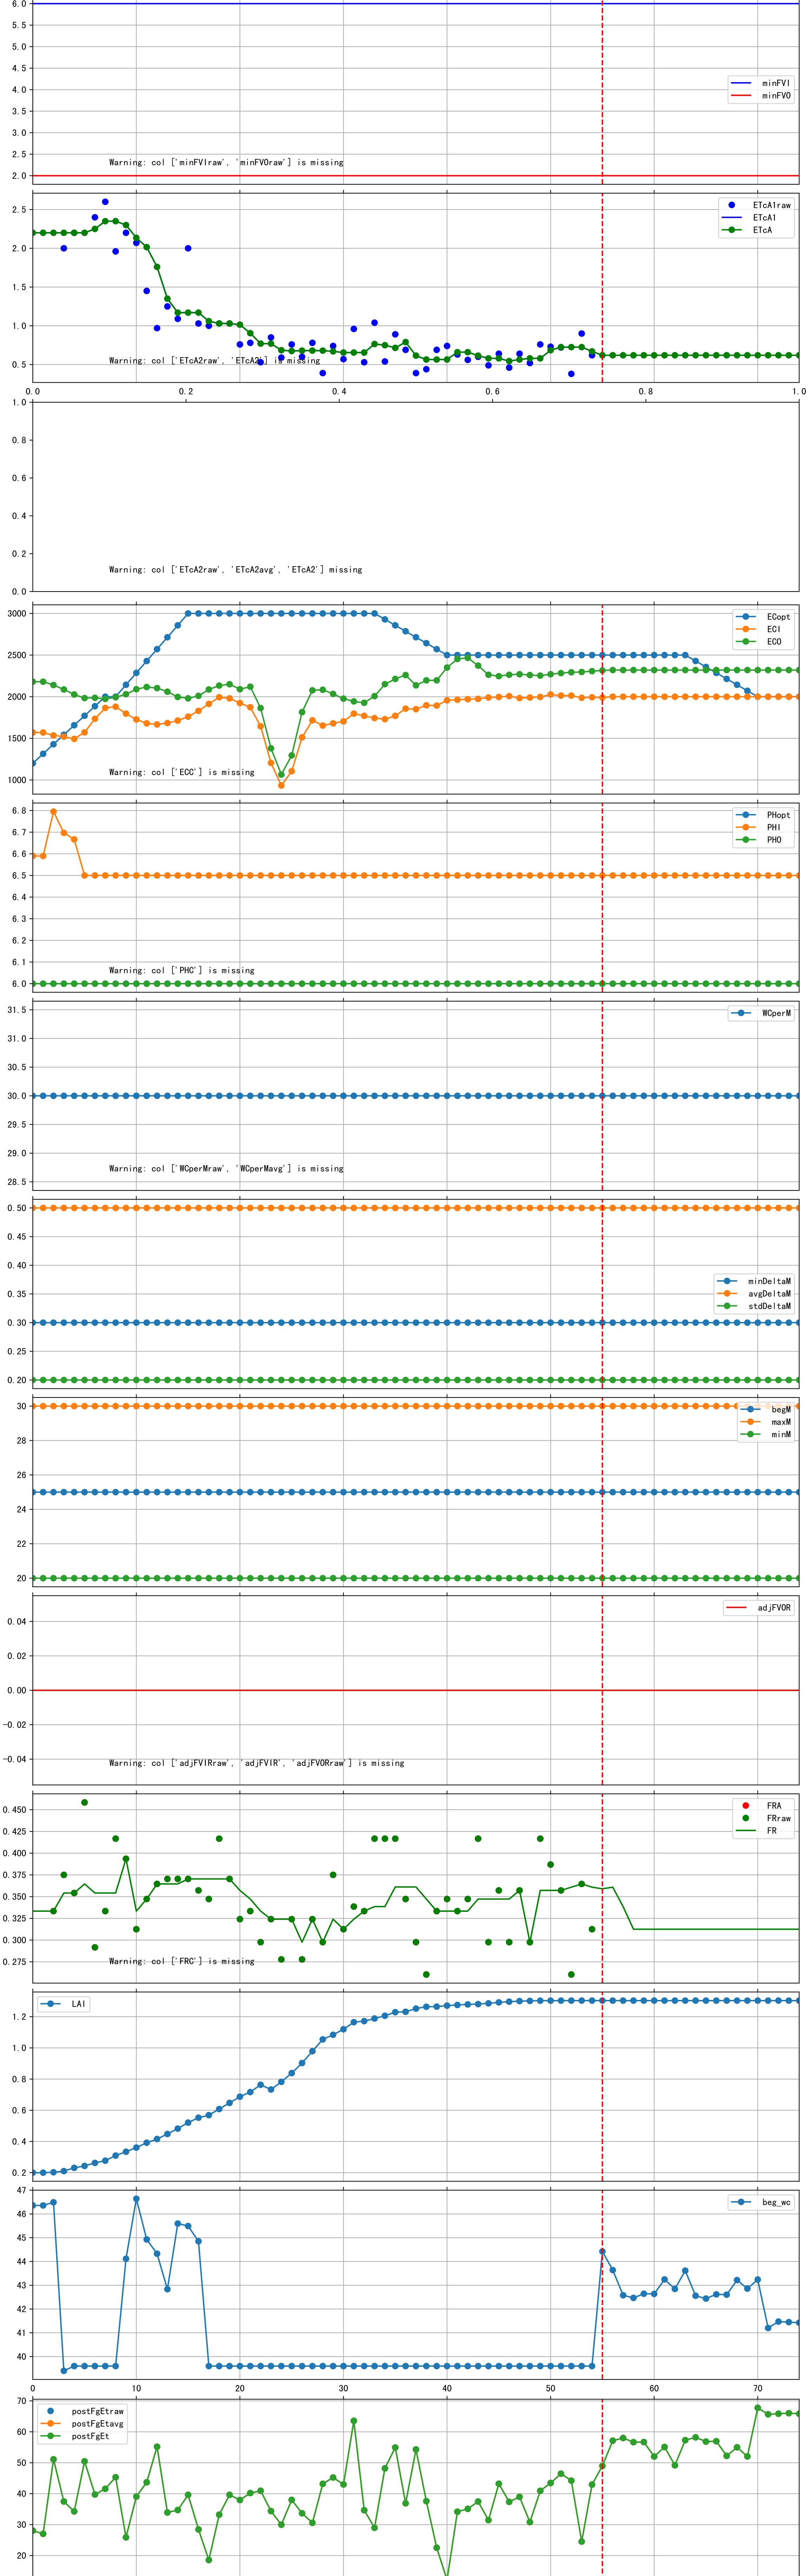 6.0
5.5
5.0
4.5
4.0
3.5
3.0
2.5
2.0
minFVI
minFVO
Warning: col ['minFVIraw', 'minFVOraw'] is missing
2.5
2.0
1.5
1.0
0.5
ETcA1raw
ETcA1
ETcA
Warning: col ['ETcA2raw', 'ETcA2'] is missing
0.0 0.2 0.4 0.6 0.8 1.0
1.0
0.8
0.6
0.4
0.2
0.0
Warning: col ['ETcA2raw', 'ETcA2avg', 'ETcA2'] missing
3000
2500
2000
1500
1000
ECopt
ECI
ECO
Warning: col ['ECC'] is missing
6.8
6.7
6.6
6.5
6.4
6.3
6.2
6.1
6.0
PHopt
PHI
PHO
Warning: col ['PHC'] is missing
31.5
31.0
30.5
30.0
29.5
29.0
28.5
WCperM
Warning: col ['WCperMraw', 'WCperMavg'] is missing
0.50
0.45
0.40
0.35
0.30
0.25
0.20
minDeltaM
avgDeltaM
stdDeltaM
30
28
26
24
22
20
begM
maxM
minM
0.04
0.02
0.00
−0.02
−0.04
adjFVOR
Warning: col ['adjFVIRraw', 'adjFVIR', 'adjFVORraw'] is missing
0.450
0.425
0.400
0.375
0.350
0.325
0.300
0.275
FRA
FRraw
FR
Warning: col ['FRC'] is missing
1.2
1.0
0.8
0.6
0.4
0.2
LAI
47
46
45
44
43
42
41
40
beg_wc
0 10 20 30 40 50 60 70
70
60
50
40
30
20
postFgEtraw
postFgEtavg
postFgEt